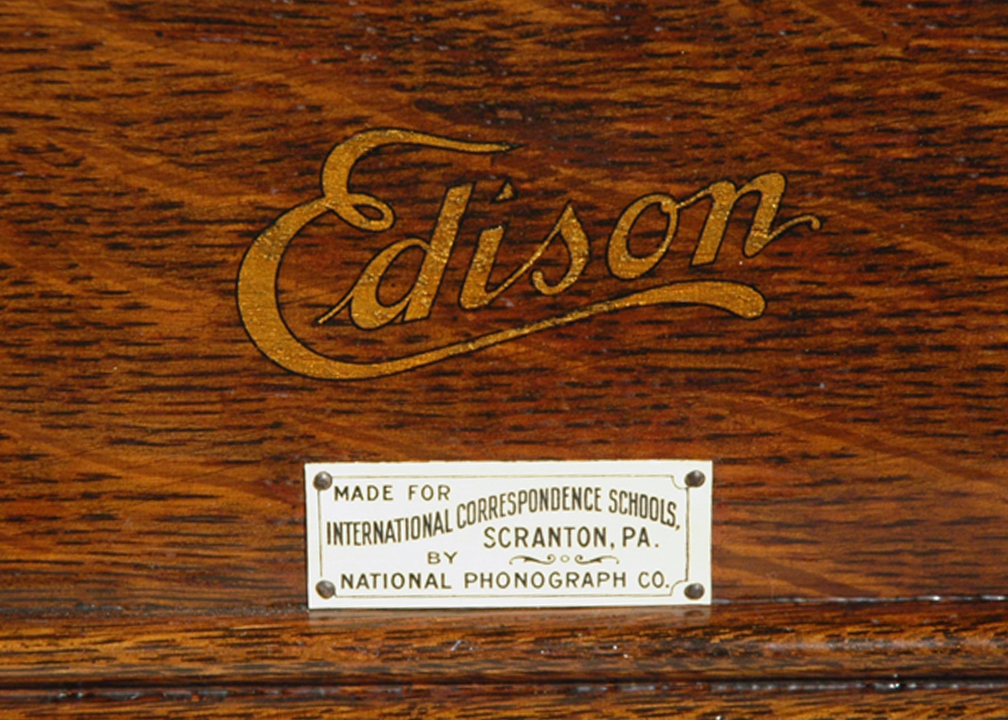 Edison
MADE FOR
INTERNATIONAL CORRESPONDENCE SCHOOLS,
SCRANTON, PA.
BY
NATIONAL PHONOGRAPH CO.